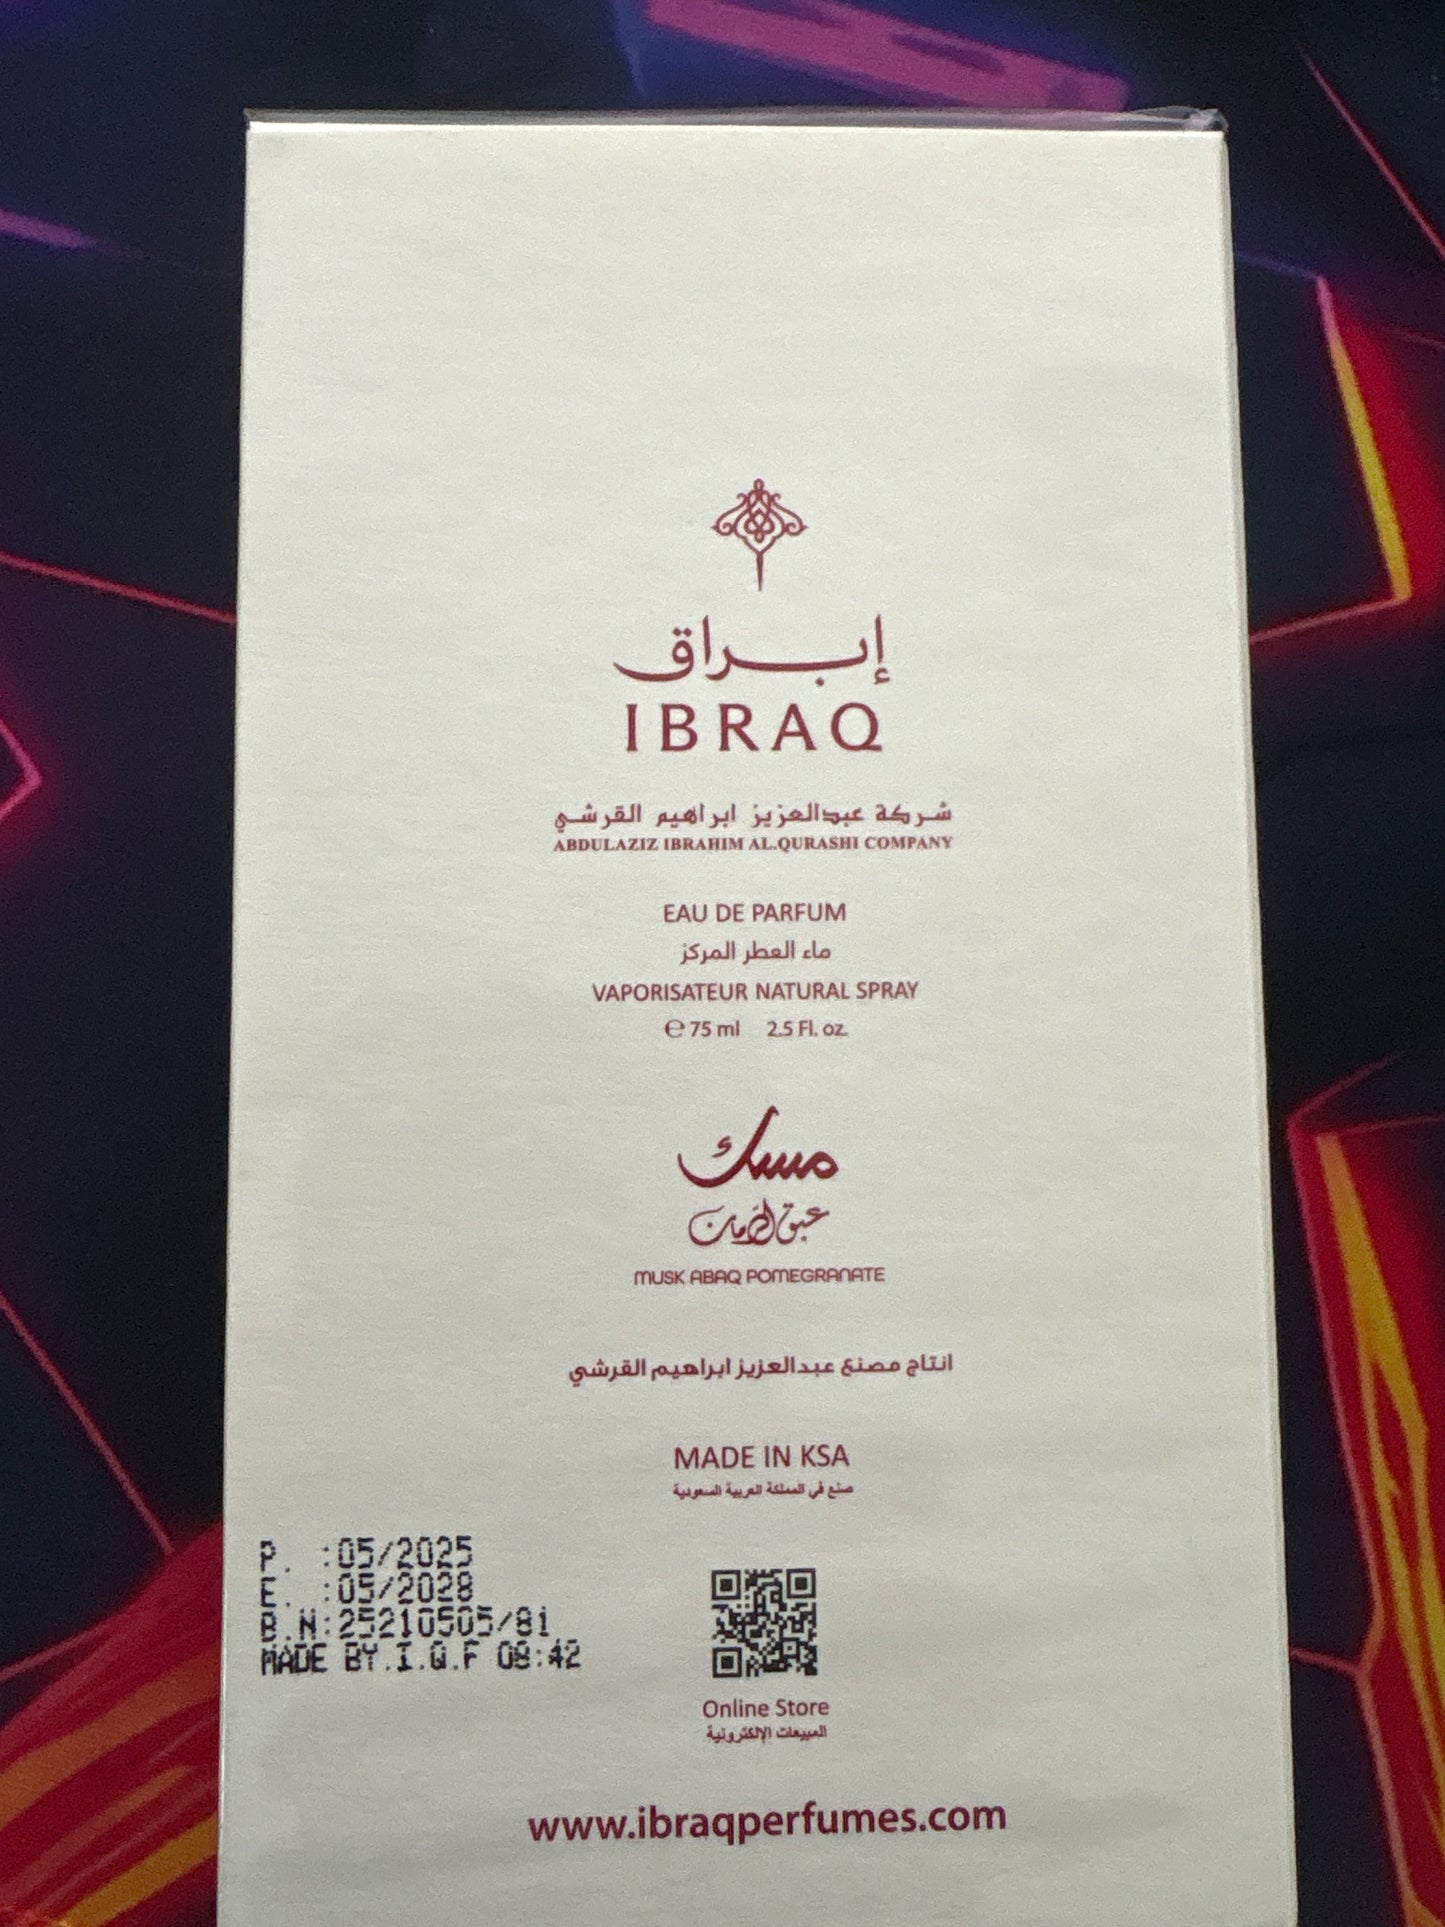 إبراق
IBRAQ
شركة عبدالعزيز ابراهيم القرشي
ABDULAZIZ IBRAHIM AL.QURASHI COMPANY
EAU DE PARFUM
ماء العطر المركز
VAPORISATEUR NATURAL SPRAY
℮ 75 ml 2.5 Fl. oz.
مسك
عبق الرمان
MUSK ABAQ POMEGRANATE
انتاج مصنع عبدالعزيز ابراهيم القرشي
MADE IN KSA
صنع في المملكة العربية السعودية
P. :05/2025
E. :05/2028
B.N:25210505/81
MADE BY.I.Q.F 08:42
Online Store
المبيعات الإلكترونية
www.ibraqperfumes.com